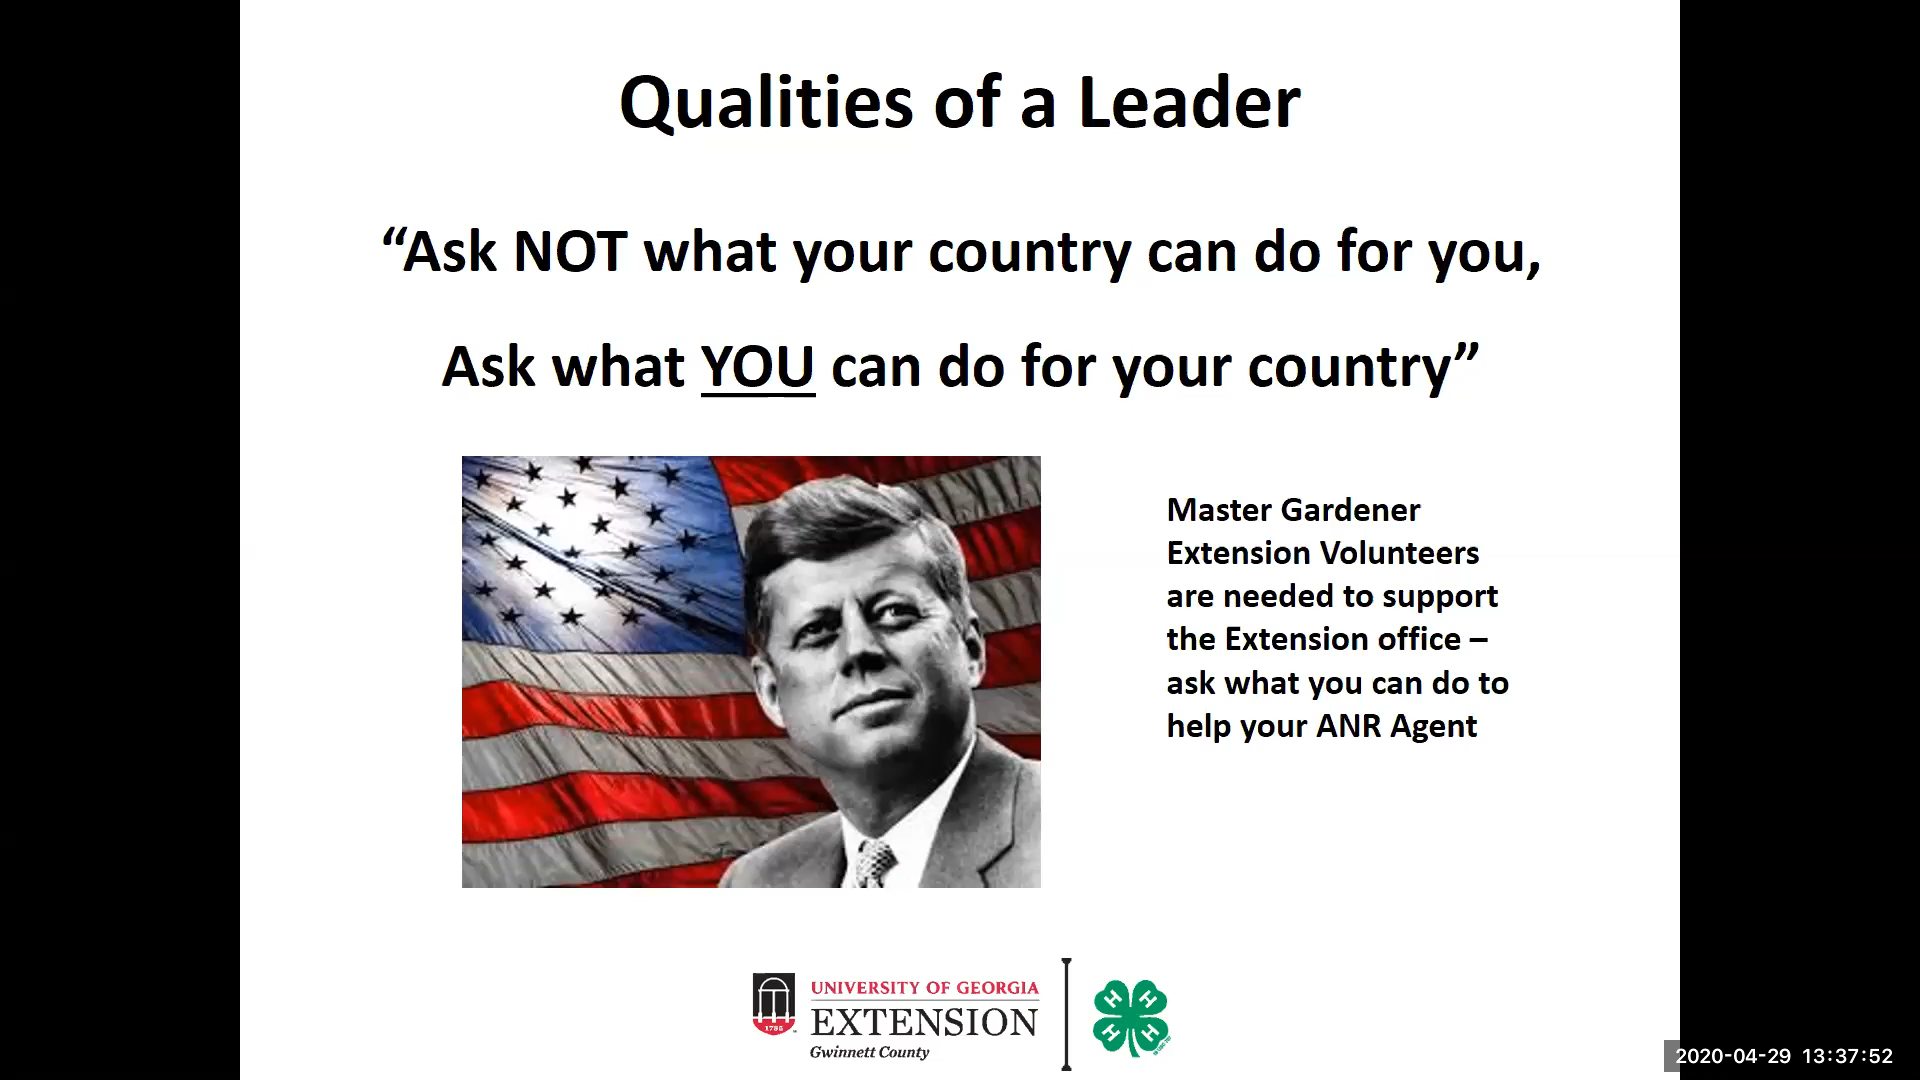 Qualities of a Leader
“Ask NOT what your country can do for you,
Ask what YOU can do for your country”
Master Gardener
Extension Volunteers
are needed to support
the Extension office –
ask what you can do to
help your ANR Agent
1785
UNIVERSITY OF GEORGIA
EXTENSION
Gwinnett County
H H
H H
2020-04-29 13:37:52